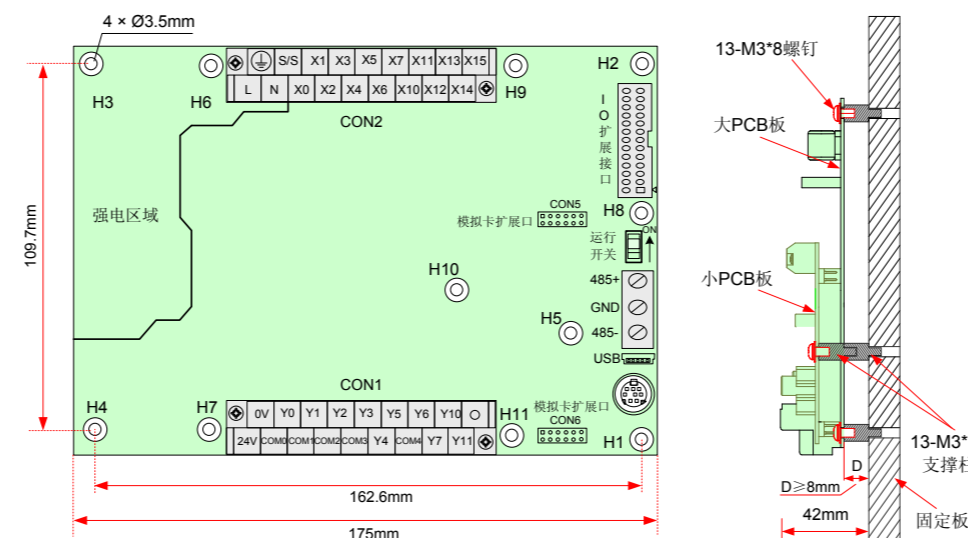 4 × Ø3.5mm
S/S X1 X3 X5 X7 X11 X13 X15
L N X0 X2 X4 X6 X10 X12 X14
CON2
H3
H6
H9
H2
IO扩展接口
CON5
模拟卡扩展口
H8
运行
开关
ON
强电区域
109.7mm
H10
H5
485+
GND
485-
USB
CON1
0V Y0 Y1 Y2 Y3 Y5 Y6 Y10
24V COM0 COM1 COM2 COM3 Y4 COM4 Y7 Y11
H4
H7
H11
模拟卡扩展口
CON6
H1
162.6mm
175mm
13-M3*8螺钉
大PCB板
小PCB板
13-M3*
支撑柱
D
D≥8mm
42mm
固定板